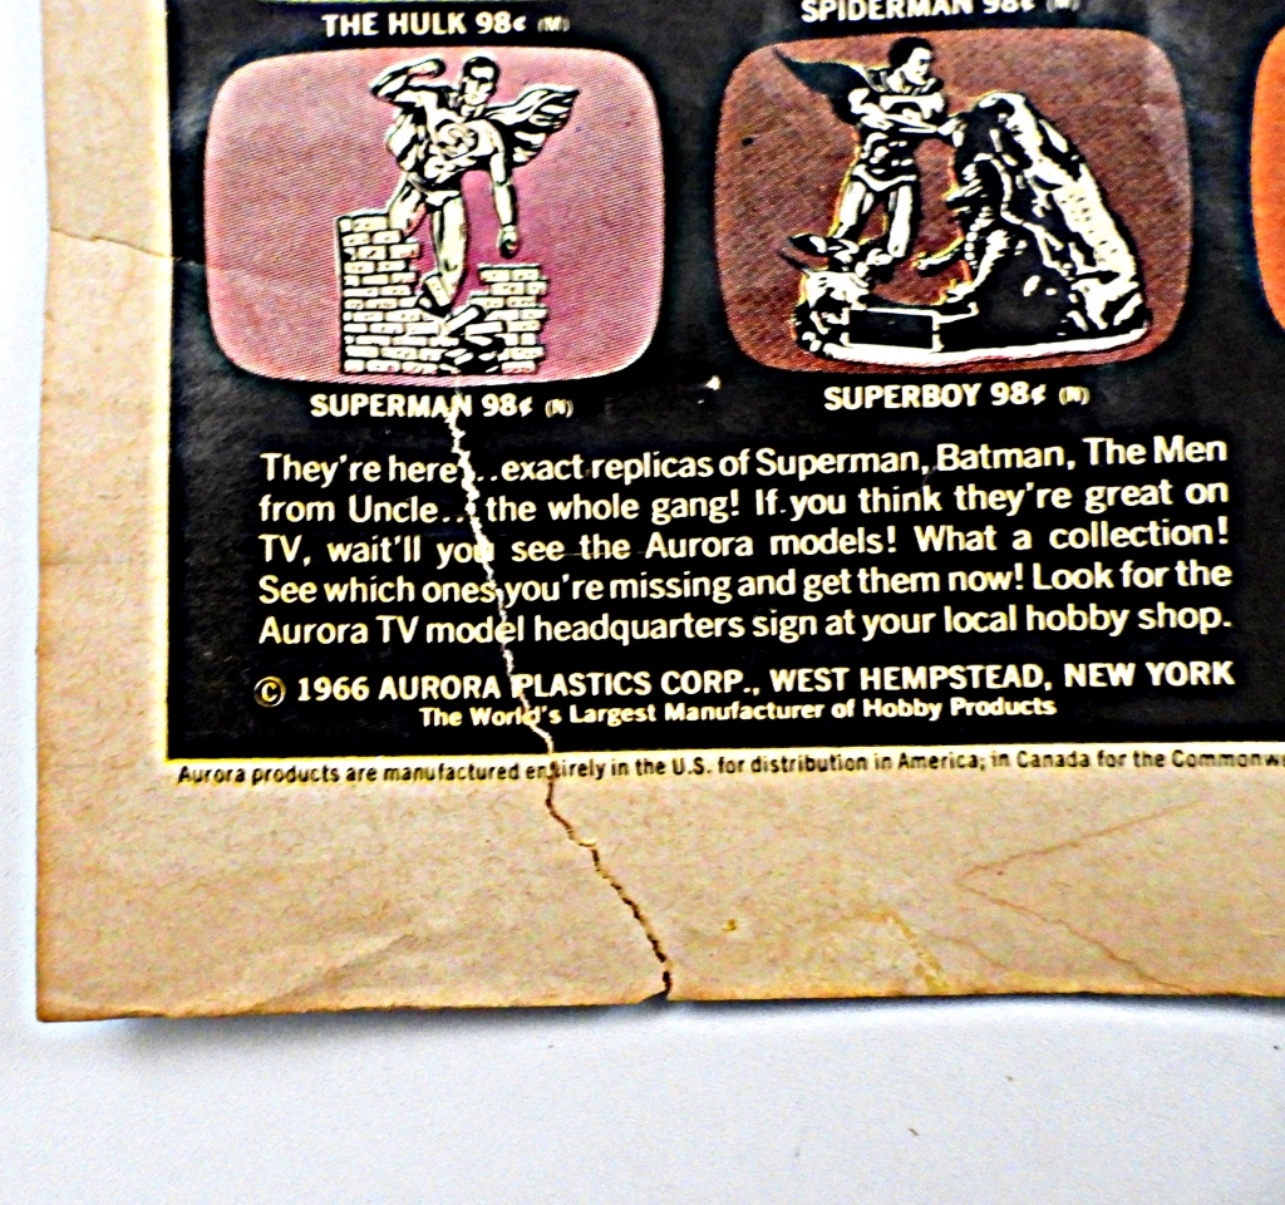 THE HULK 98¢ (M)
SPIDERMAN 98¢ (M)
SUPERMAN 98¢ (N)
SUPERBOY 98¢ (N)
They're here...exact replicas of Superman, Batman, The Men
from Uncle...the whole gang! If you think they're great on
TV, wait'll you see the Aurora models! What a collection!
See which ones you're missing and get them now! Look for the
Aurora TV model headquarters sign at your local hobby shop.
© 1966 AURORA PLASTICS CORP., WEST HEMPSTEAD, NEW YORK
The World's Largest Manufacturer of Hobby Products
Aurora products are manufactured entirely in the U.S. for distribution in America; in Canada for the